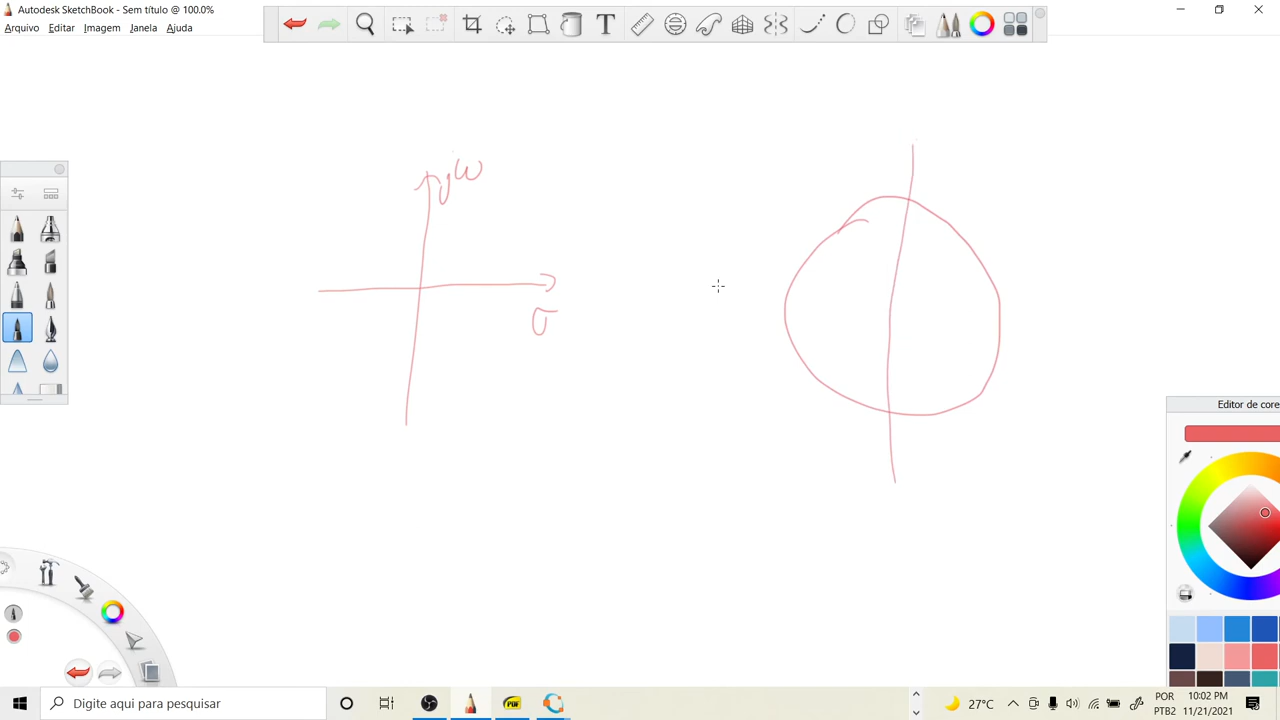 Autodesk SketchBook - Sem título @ 100.0%
Arquivo Editar Imagem Janela Ajuda
T
jω
σ
Editor de core
Digite aqui para pesquisar
PDF
27°C
POR
PTB2
10:02 PM
11/21/2021